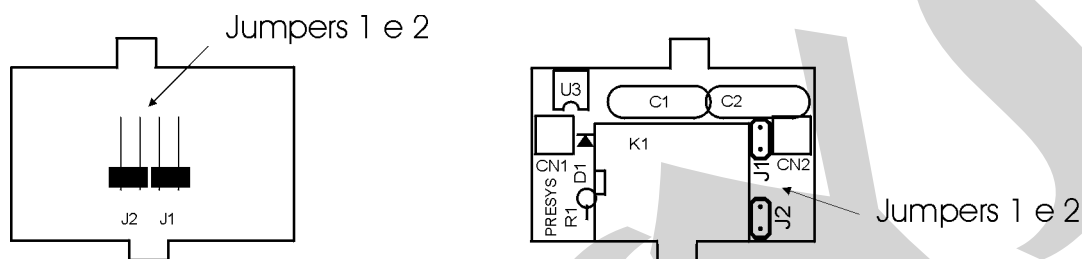 Jumpers 1 e 2
J2 J1
U3
C1 C2
K1
CN1
CN2
D1
J1
PRESYS
R1
J2
Jumpers 1 e 2